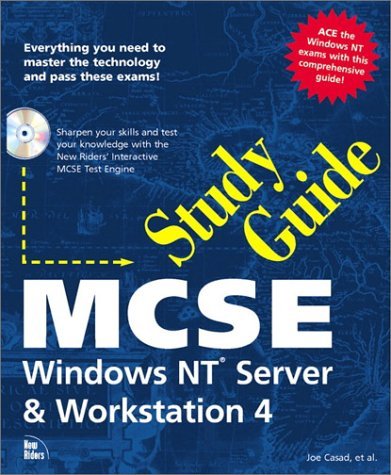 Everything you need to
master the technology
and pass these exams!
ACE the
Windows NT
exams with this
comprehensive
guide!
Sharpen your skills and test
your knowledge with the
New Riders' Interactive
MCSE Test Engine
Study
Guide
MCSE
Windows NT® Server
& Workstation 4
New
Riders
Joe Casad, et al.